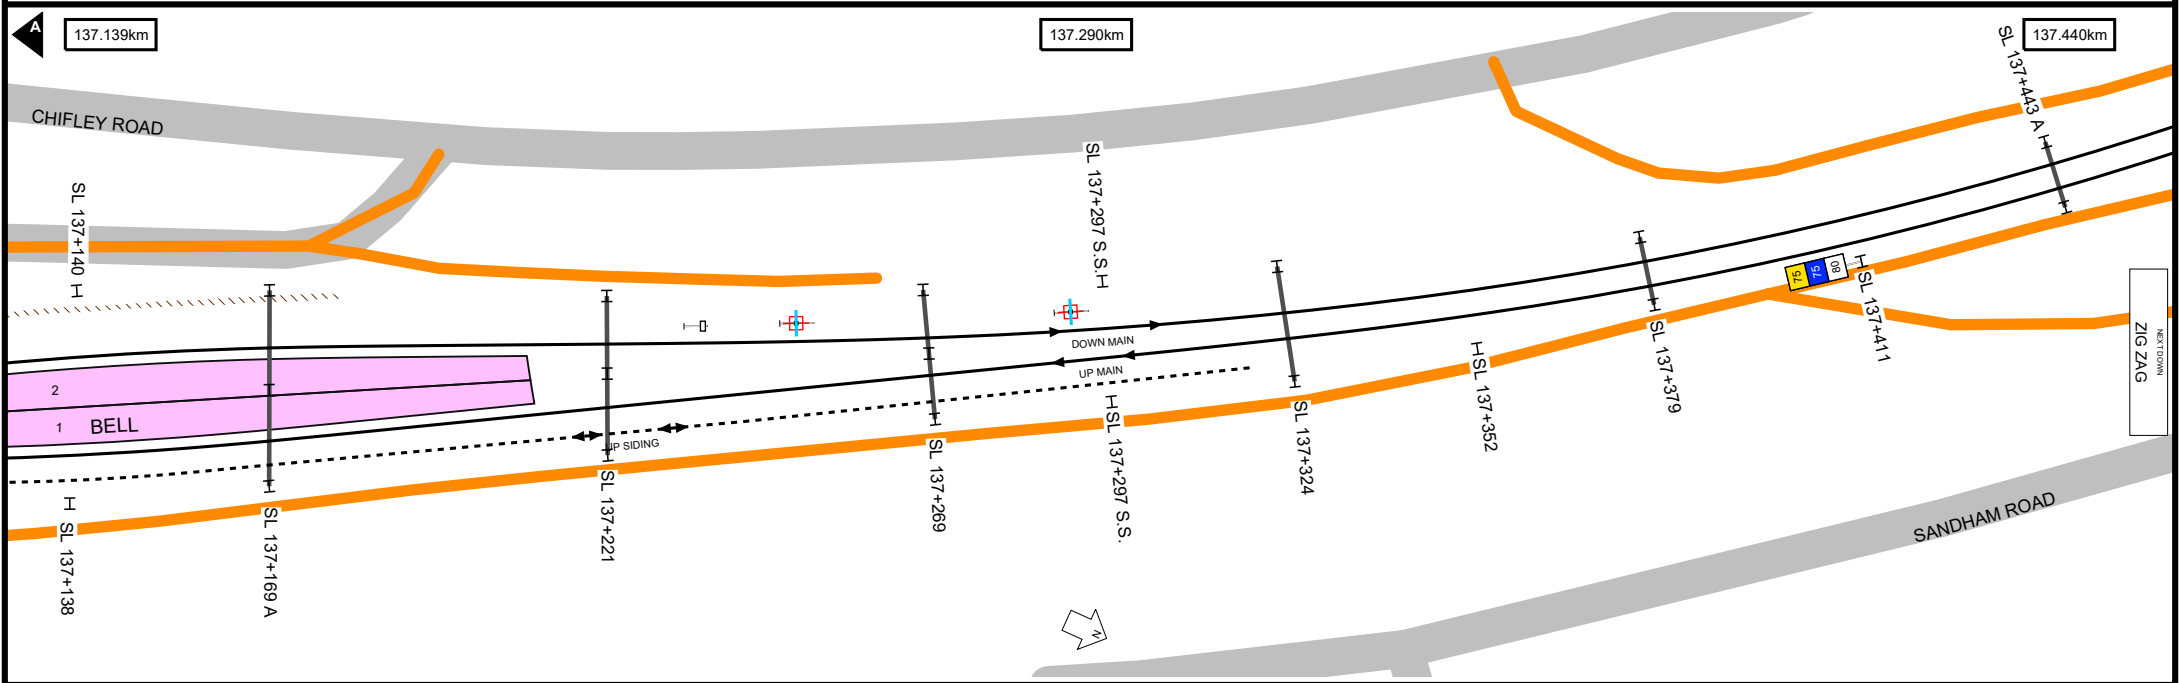 A
137.139km
137.290km
137.440km
CHIFLEY ROAD
SL 137+443 A
SL 137+140
SL 137+297 S.S.H
DOWN MAIN
UP MAIN
UP SIDING
2
1
BELL
75
75
80
SL 137+411
SL 137+379
SL 137+352
SL 137+324
SL 137+297 S.S.
SL 137+269
SL 137+221
SL 137+169 A
SL 137+138
NEXT DOWN
ZIG ZAG
SANDHAM ROAD
N